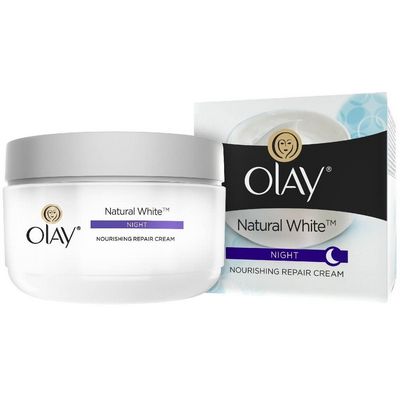 Natural White™
NIGHT
OLAY
NOURISHING REPAIR CREAM
OLAY
Natural White™
NIGHT
NOURISHING REPAIR CREAM